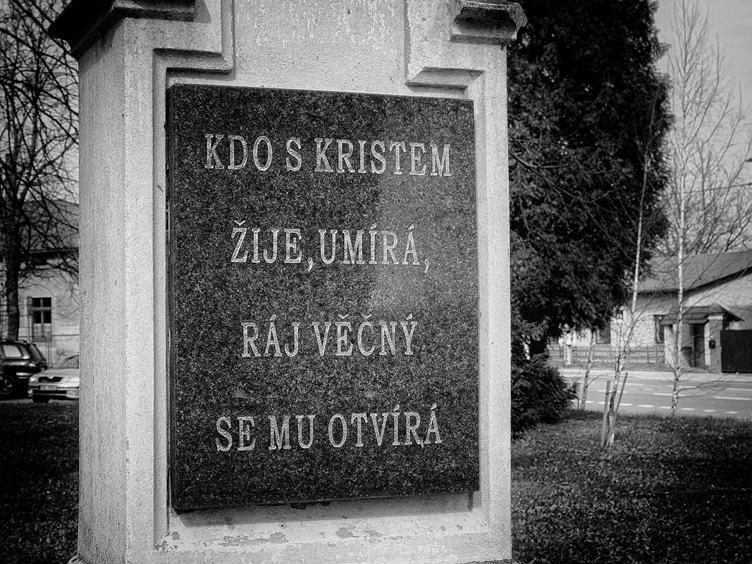 KDO S KRISTEM
ŽIJE, UMÍRÁ,
RÁJ VĚČNÝ
SE MU OTVÍRÁ